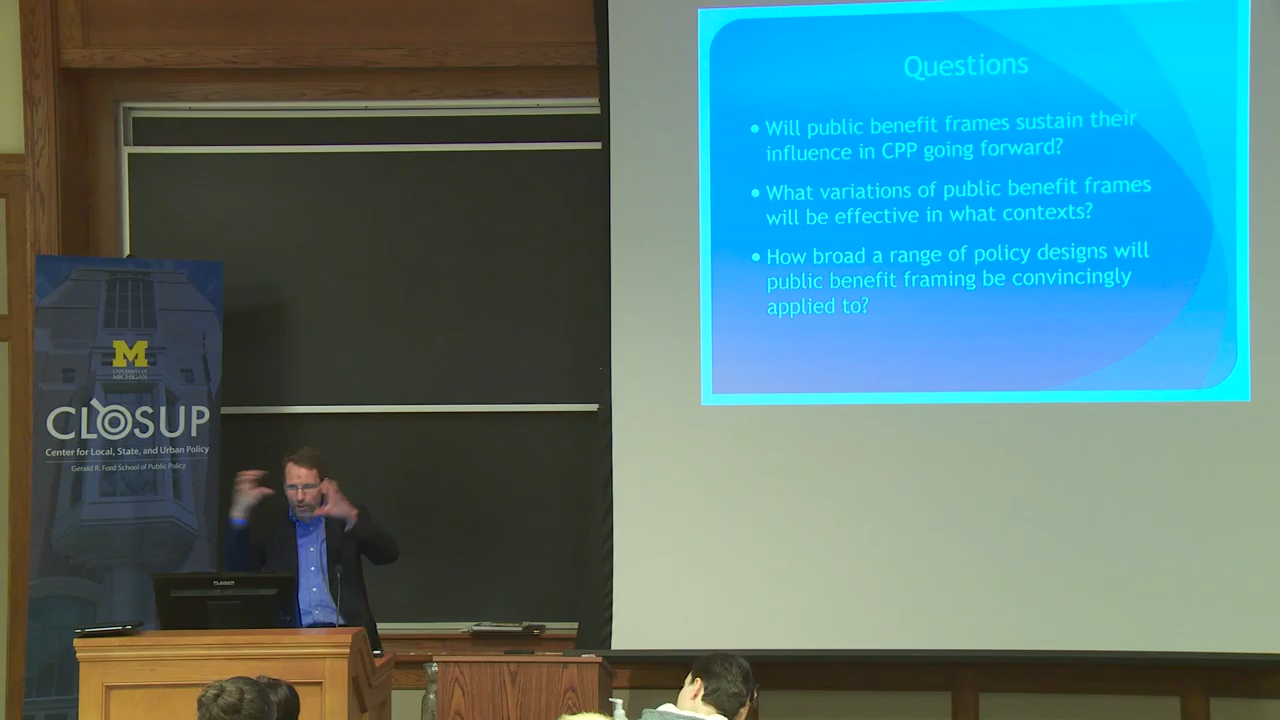 Questions
• Will public benefit frames sustain their
influence in CPP going forward?
• What variations of public benefit frames
will be effective in what contexts?
• How broad a range of policy designs will
public benefit framing be convincingly
applied to?
M
UNIVERSITY OF
MICHIGAN
CLOSUP
Center for Local, State, and Urban Policy
Gerald R. Ford School of Public Policy
PLANAR